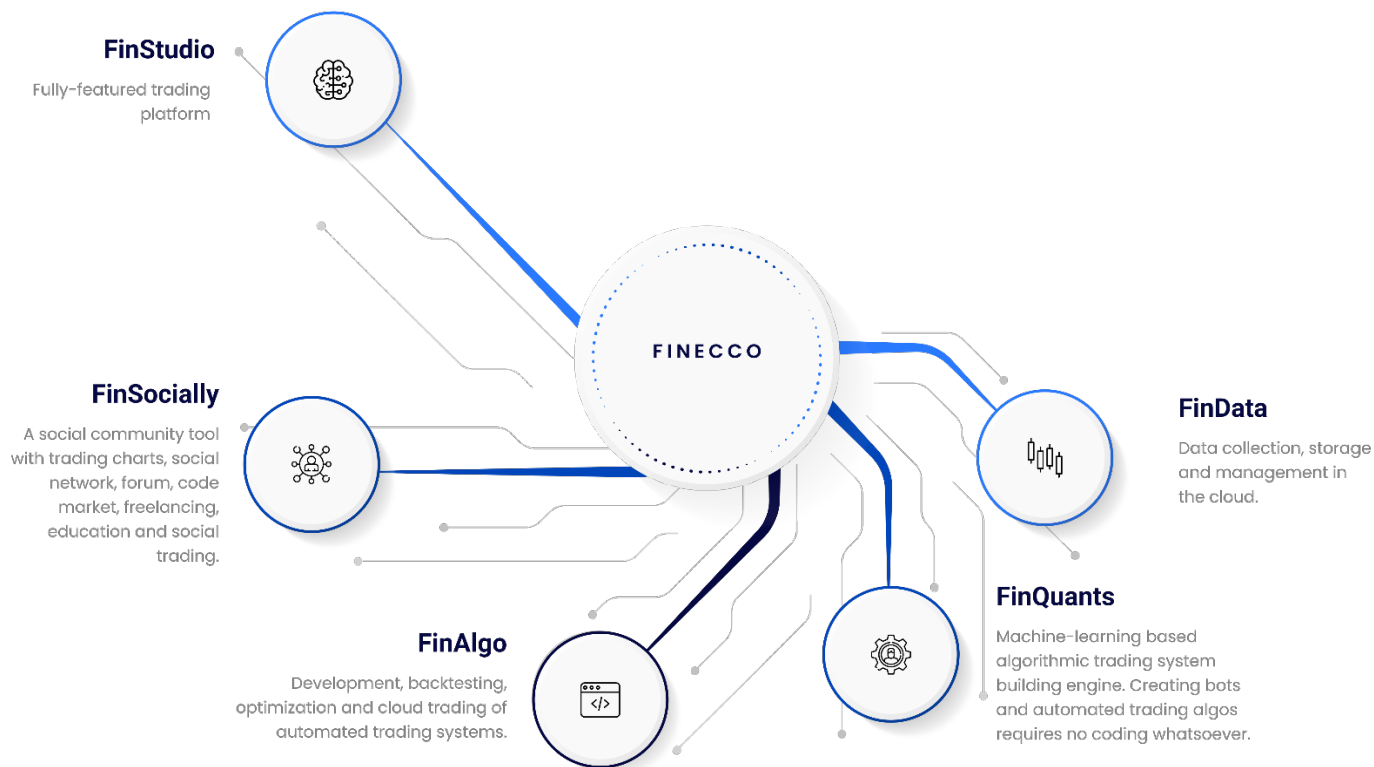 FinStudio
Fully-featured trading
platform
FINECCO
FinSocially
A social community tool
with trading charts, social
network, forum, code
market, freelancing,
education and social
trading.
FinData
Data collection, storage
and management in
the cloud.
FinAlgo
Development, backtesting,
optimization and cloud trading of
automated trading systems.
</>
FinQuants
Machine-learning based
algorithmic trading system
building engine. Creating bots
and automated trading algos
requires no coding whatsoever.